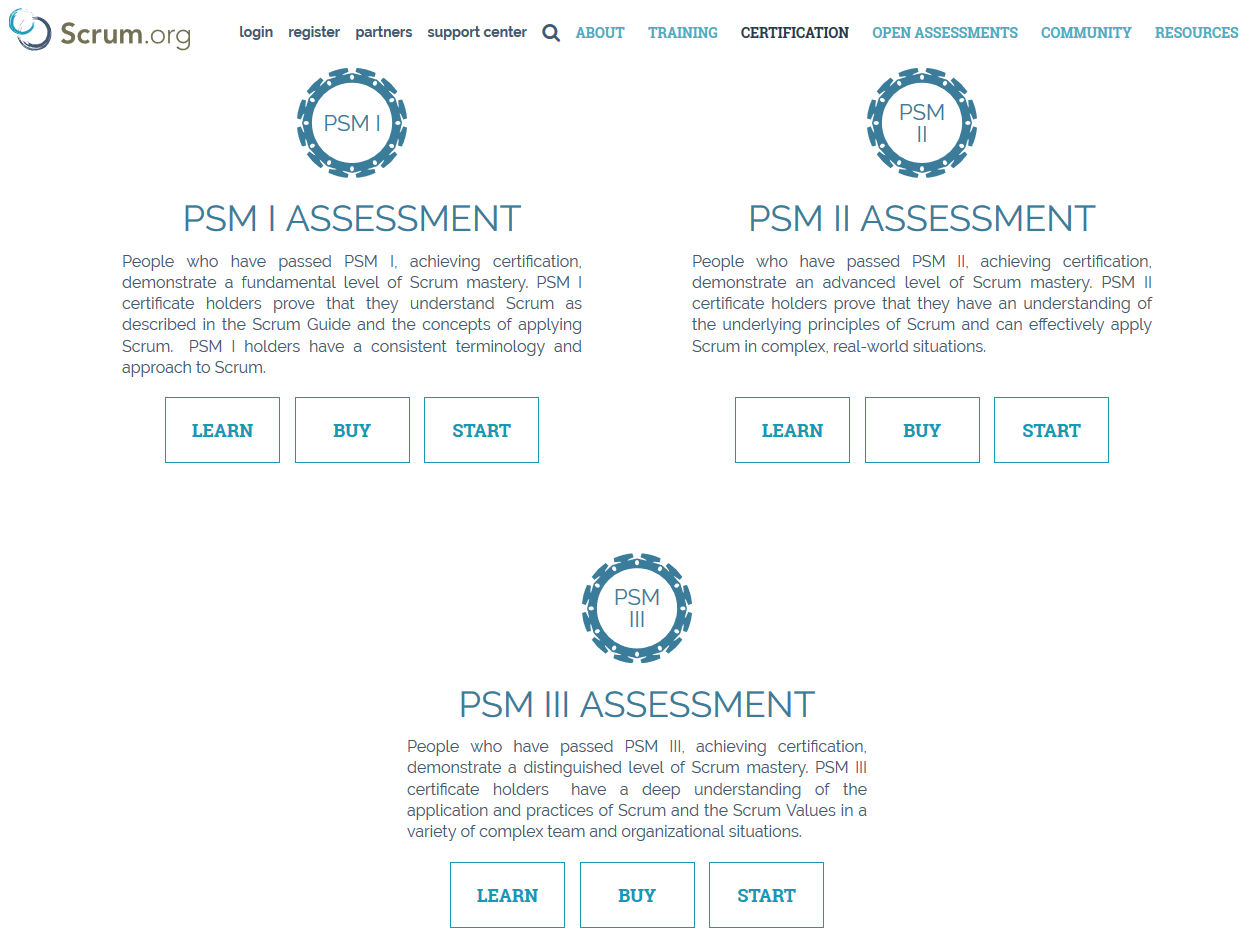 Scrum.org
login register partners support center ABOUT TRAINING CERTIFICATION OPEN ASSESSMENTS COMMUNITY RESOURCES
PSM I
PSM I ASSESSMENT
People who have passed PSM I, achieving certification,
demonstrate a fundamental level of Scrum mastery. PSM I
certificate holders prove that they understand Scrum as
described in the Scrum Guide and the concepts of applying
Scrum. PSM I holders have a consistent terminology and
approach to Scrum.
LEARN BUY START
PSM
II
PSM II ASSESSMENT
People who have passed PSM II, achieving certification,
demonstrate an advanced level of Scrum mastery. PSM II
certificate holders prove that they have an understanding of
the underlying principles of Scrum and can effectively apply
Scrum in complex, real-world situations.
LEARN BUY START
PSM
III
PSM III ASSESSMENT
People who have passed PSM III, achieving certification,
demonstrate a distinguished level of Scrum mastery. PSM III
certificate holders have a deep understanding of the
application and practices of Scrum and the Scrum Values in a
variety of complex team and organizational situations.
LEARN BUY START